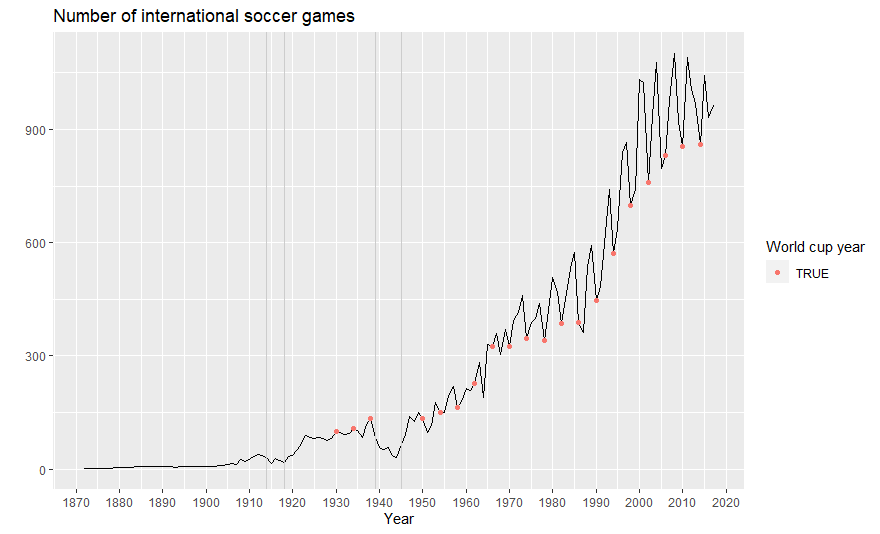 Number of international soccer games
900
600
300
0
1870 1880 1890 1900 1910 1920 1930 1940 1950 1960 1970 1980 1990 2000 2010 2020
Year
World cup year
TRUE